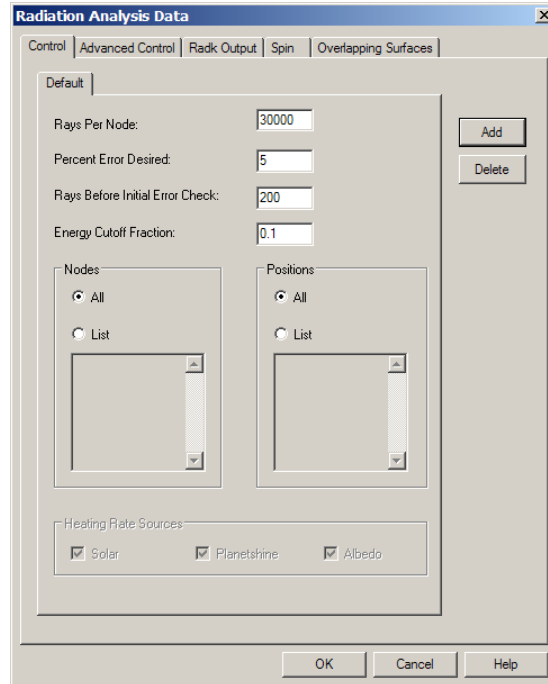 Radiation Analysis Data
Control Advanced Control Radk Output Spin Overlapping Surfaces
Default
Rays Per Node: 30000
Add
Percent Error Desired: 5
Delete
Rays Before Initial Error Check: 200
Energy Cutoff Fraction: 0.1
Nodes Positions
All All
List List
Heating Rate Sources
Solar Planetshine Albedo
OK Cancel Help